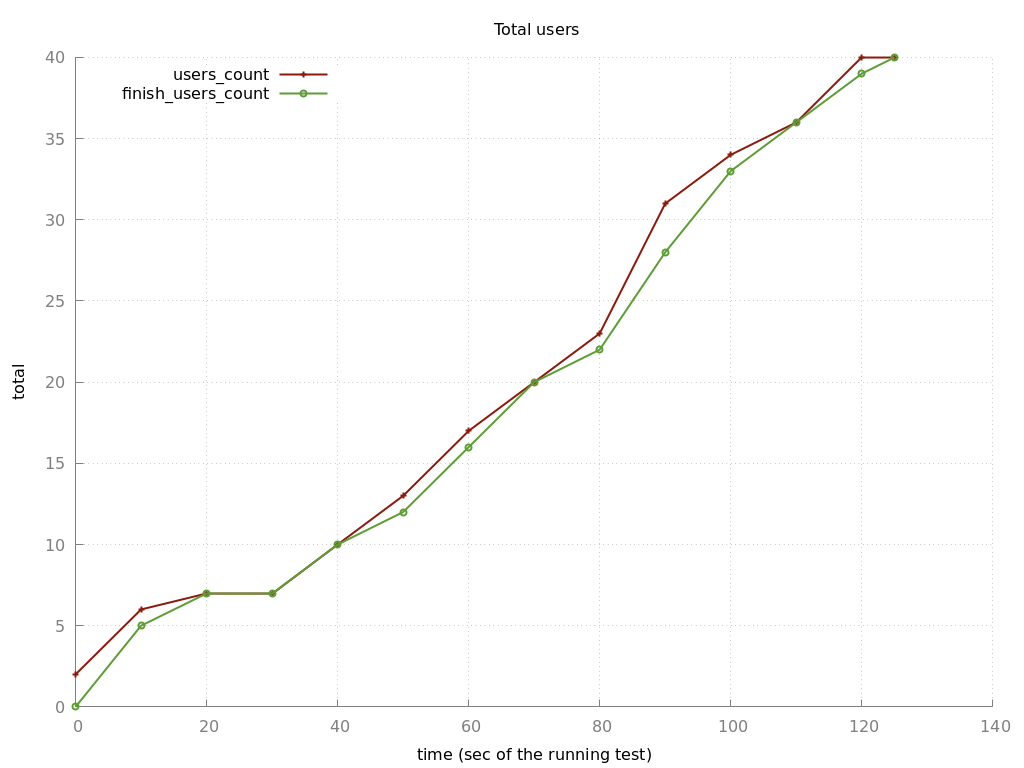 Total users
users_count
finish_users_count
40
35
30
25
20
15
10
5
0
total
0 20 40 60 80 100 120 140
time (sec of the running test)